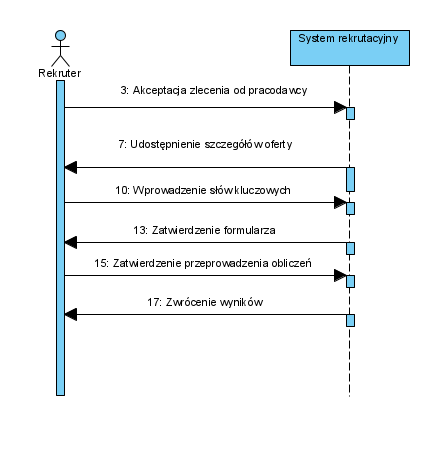 System rekrutacyjny
Rekruter
3: Akceptacja zlecenia od pracodawcy
7: Udostępnienie szczegółów oferty
10: Wprowadzenie słów kluczowych
13: Zatwierdzenie formularza
15: Zatwierdzenie przeprowadzenia obliczeń
17: Zwrócenie wyników